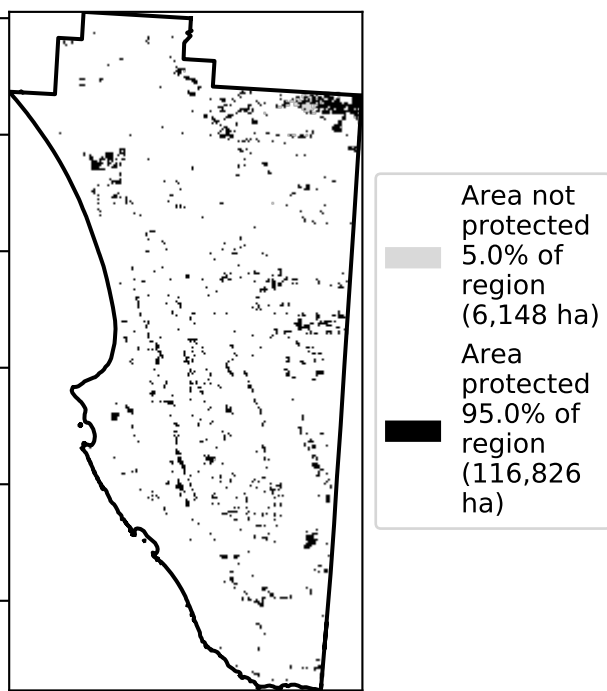 Area not
protected
5.0% of
region
(6,148 ha)
Area
protected
95.0% of
region
(116,826
ha)